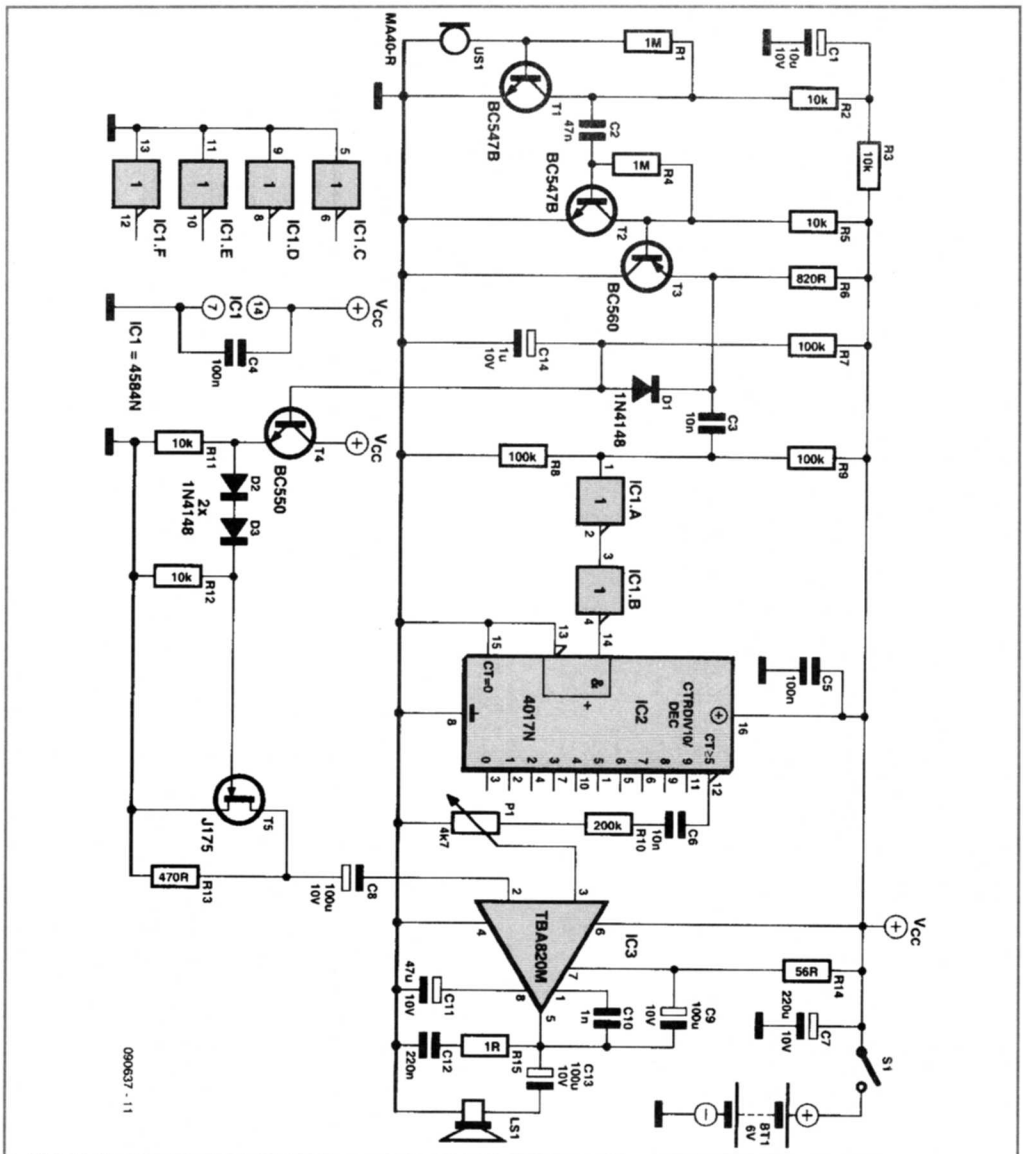 C1
10u
10V
R1
1M
R2
10k
R3
10k
US1
MA40-R
T1
BC547B
C2
47n
R4
1M
BC547B
T2
R5
10k
T3
BC560
R6
820R
R7
100k
C14
1u
10V
D1
1N4148
C3
10n
R8
100k
R9
100k
IC1.A
1
1
2
IC1.B
1
3
4
14
13
15
CT=0
&
+
8
4017N
IC2
CTRDIV10/
DEC
CT≥5
16
C5
100n
0
1
2
3
4
5
6
7
8
9
3
2
4
7
10
1
5
6
9
11
12
C6
10n
R10
200k
P1
4k7
3
2
TBA820M
IC3
6
4
7
1
8
5
VCC
R14
56R
C7
220u
10V
S1
BT1
6V
+
−
C9
100u
10V
C10
1n
C11
47u
10V
C12
220n
R15
1R
C13
100u
10V
LS1
IC1.C
5
1
6
IC1.D
9
1
8
IC1.E
11
1
10
IC1.F
13
1
12
VCC
IC1
14
7
C4
100n
IC1 = 4584N
VCC
T4
BC550
R11
10k
D2
D3
2x
1N4148
R12
10k
T5
J175
R13
470R
C8
100u
10V
090637 - 11